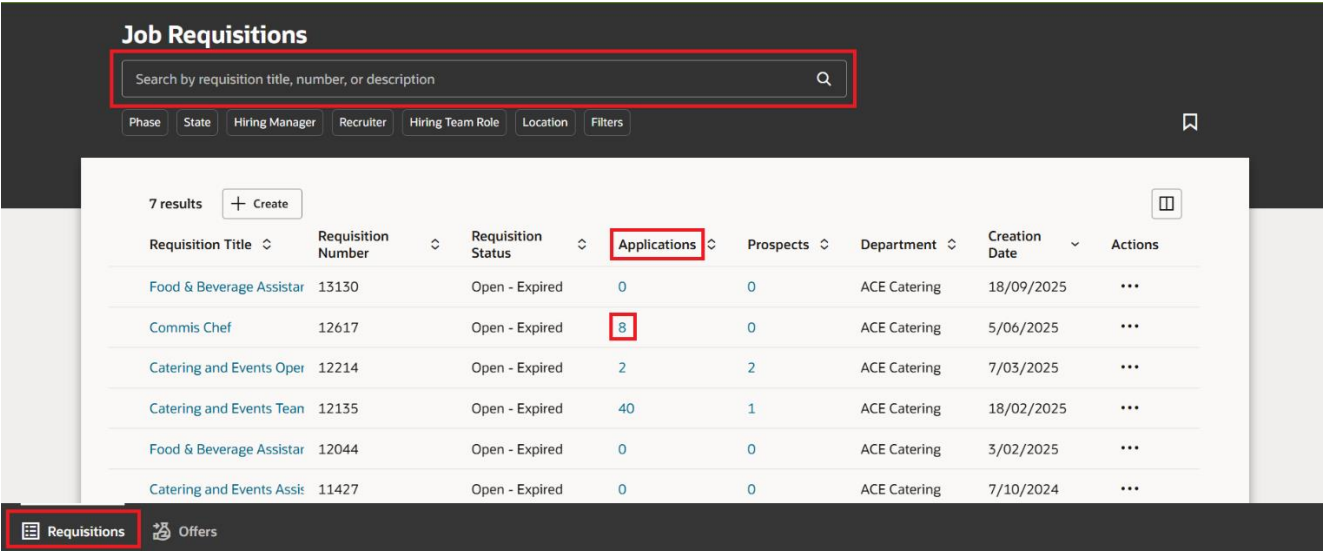 Job Requisitions
Search by requisition title, number, or description
Phase State Hiring Manager Recruiter Hiring Team Role Location Filters
7 results + Create
Requisition Title Requisition Number Requisition Status Applications Prospects Department Creation Date Actions
Food & Beverage Assistar 13130 Open - Expired 0 0 ACE Catering 18/09/2025 ...
Commis Chef 12617 Open - Expired 8 0 ACE Catering 5/06/2025 ...
Catering and Events Oper 12214 Open - Expired 2 2 ACE Catering 7/03/2025 ...
Catering and Events Tean 12135 Open - Expired 40 1 ACE Catering 18/02/2025 ...
Food & Beverage Assistar 12044 Open - Expired 0 0 ACE Catering 3/02/2025 ...
Catering and Events Assis 11427 Open - Expired 0 0 ACE Catering 7/10/2024 ...
Requisitions Offers